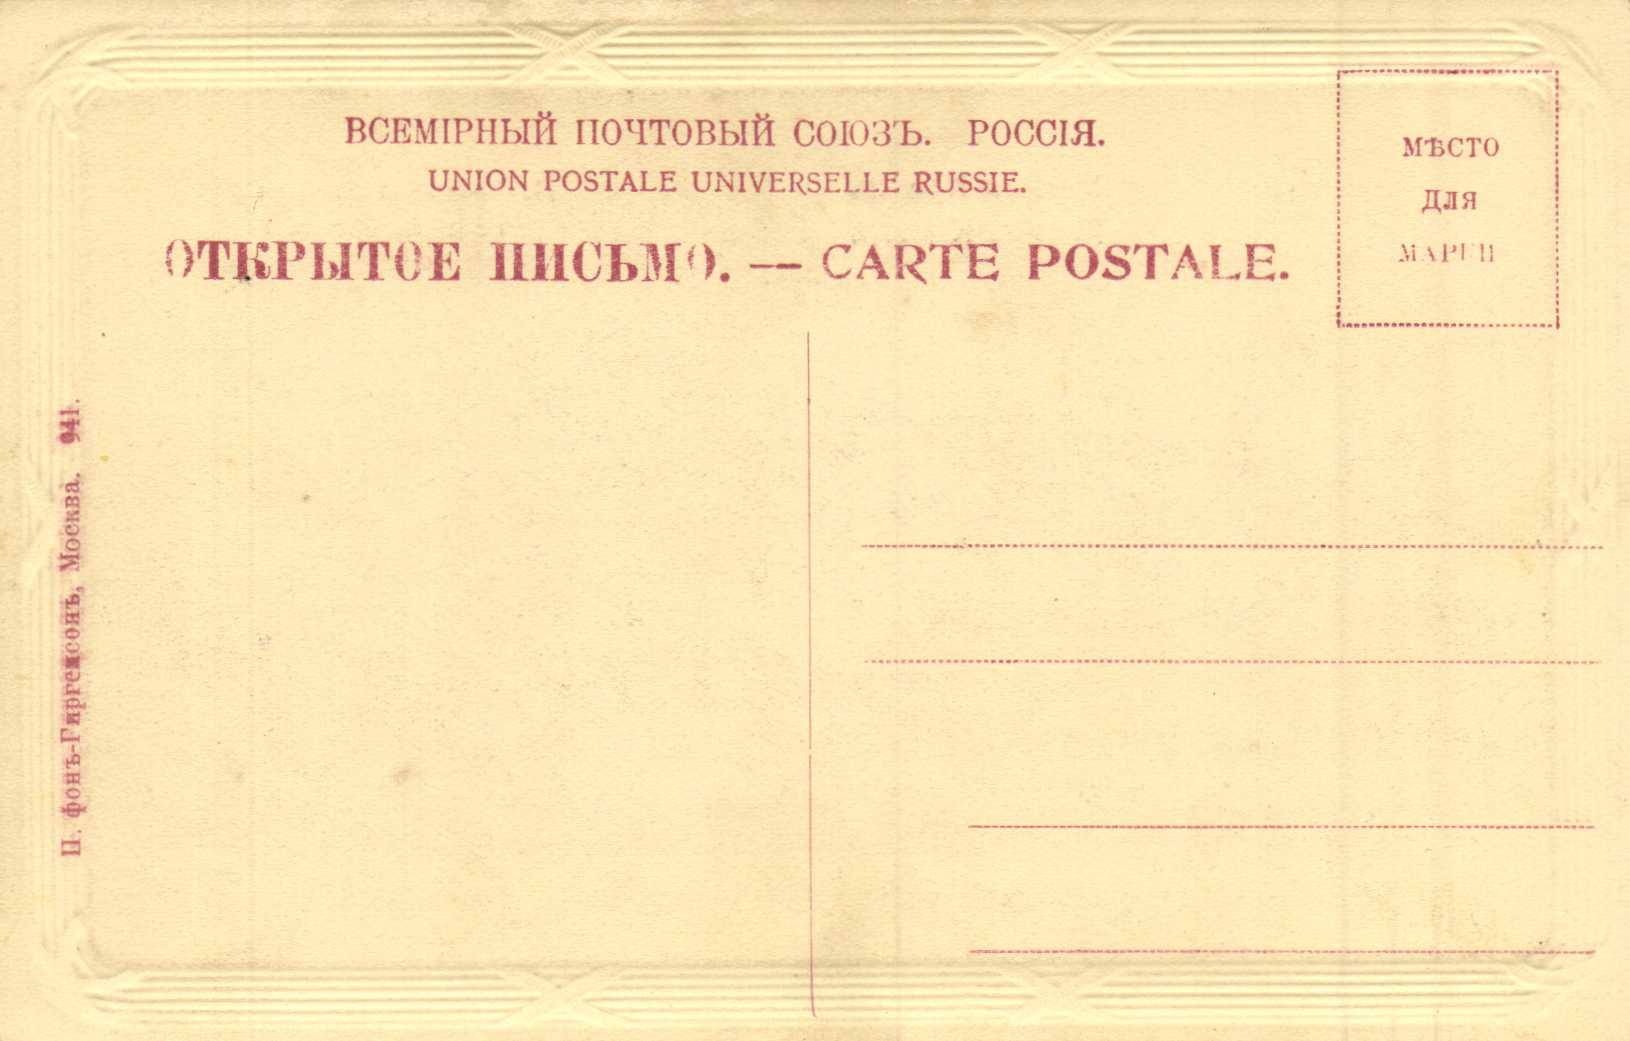 ВСЕМІРНЫЙ ПОЧТОВЫЙ СОЮЗЪ. РОССІЯ.
UNION POSTALE UNIVERSELLE RUSSIE.
ОТКРЫТОЕ ПИСЬМО. — CARTE POSTALE.
МѢСТО
ДЛЯ
МАРКИ
П. фонъ-Гиргенсонъ, Москва. 941.